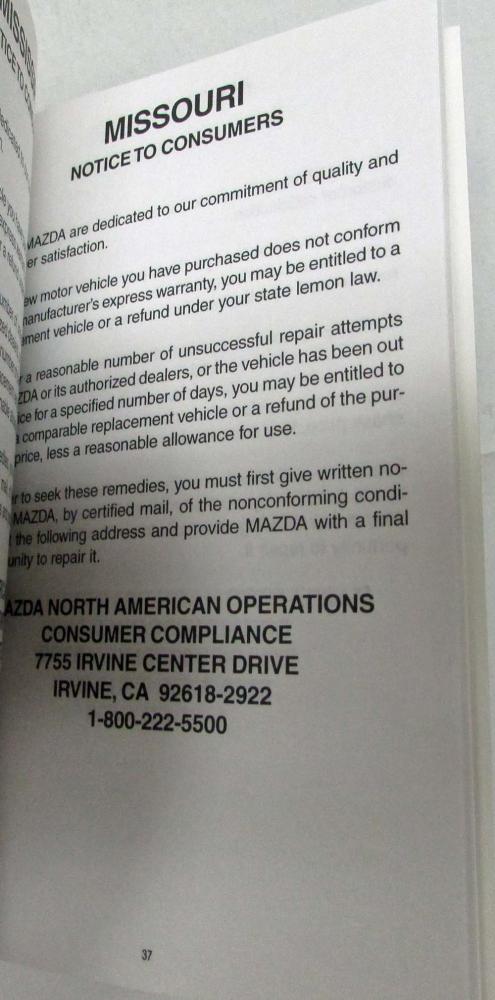 MISSOURI
NOTICE TO CONSUMERS
MAZDA are dedicated to our commitment of quality and
er satisfaction.
ew motor vehicle you have purchased does not conform
manufacturer's express warranty, you may be entitled to a
ment vehicle or a refund under your state lemon law.
r a reasonable number of unsuccessful repair attempts
ZDA or its authorized dealers, or the vehicle has been out
ice for a specified number of days, you may be entitled to
a comparable replacement vehicle or a refund of the pur-
price, less a reasonable allowance for use.
r to seek these remedies, you must first give written no-
MAZDA, by certified mail, of the nonconforming condi-
t the following address and provide MAZDA with a final
unity to repair it.
AZDA NORTH AMERICAN OPERATIONS
CONSUMER COMPLIANCE
7755 IRVINE CENTER DRIVE
IRVINE, CA 92618-2922
1-800-222-5500
37